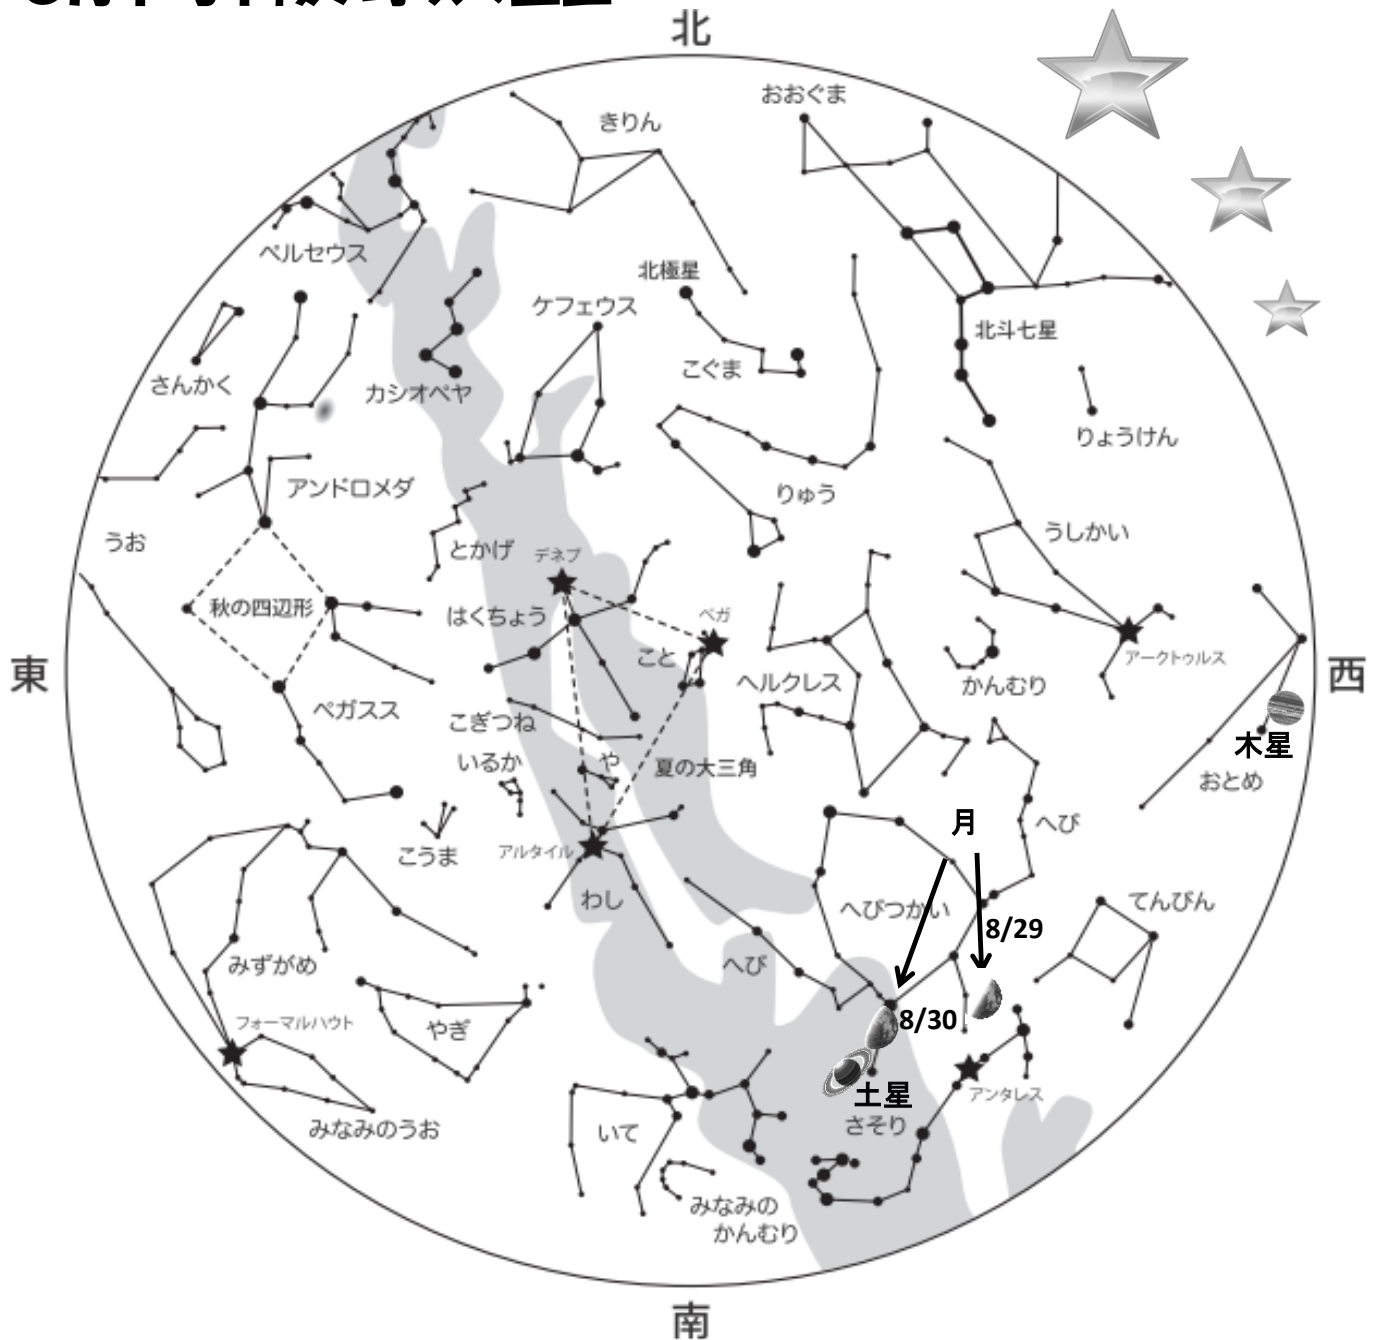 北
おおぐま
きりん
ペルセウス
北極星
ケフェウス
北斗七星
さんかく
カシオペヤ
こぐま
りょうけん
アンドロメダ
りゅう
うしかい
うお
とかげ
デネブ
秋の四辺形
はくちょう
ベガ
こと
アークトゥルス
東
西
ヘルクレス
かんむり
ペガスス
こぎつね
木星
いるか
や
夏の大三角
おとめ
月
へび
こうま
アルタイル
わし
へびつかい
てんびん
8/29
みずがめ
へび
フォーマルハウト
やぎ
8/30
土星
アンタレス
みなみのうお
いて
さそり
みなみの
かんむり
南